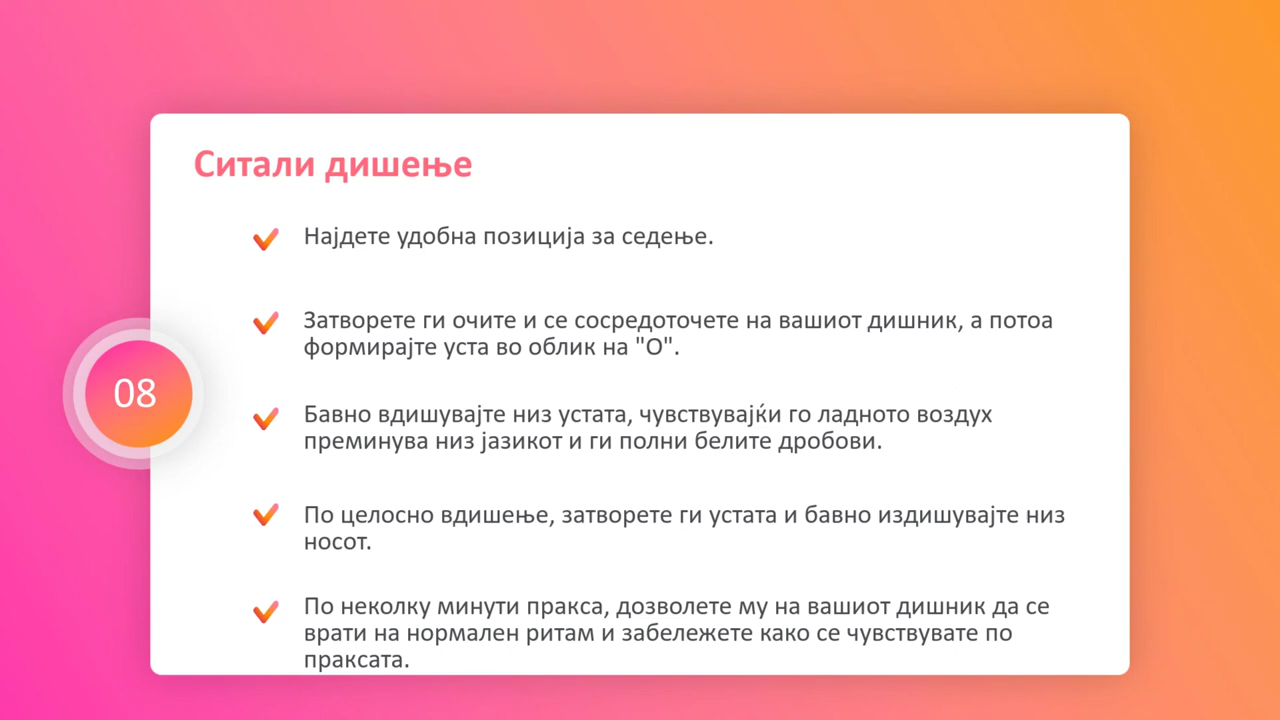 Ситали дишење
Најдете удобна позиција за седење.
Затворете ги очите и се сосредоточете на вашиот дишник, а потоа
формирајте уста во облик на "О".
08
Бавно вдишувајте низ устата, чувствувајќи го ладното воздух
преминува низ јазикот и ги полни белите дробови.
По целосно вдишење, затворете ги устата и бавно издишувајте низ
носот.
По неколку минути пракса, дозволете му на вашиот дишник да се
врати на нормален ритам и забележете како се чувствувате по
праксата.